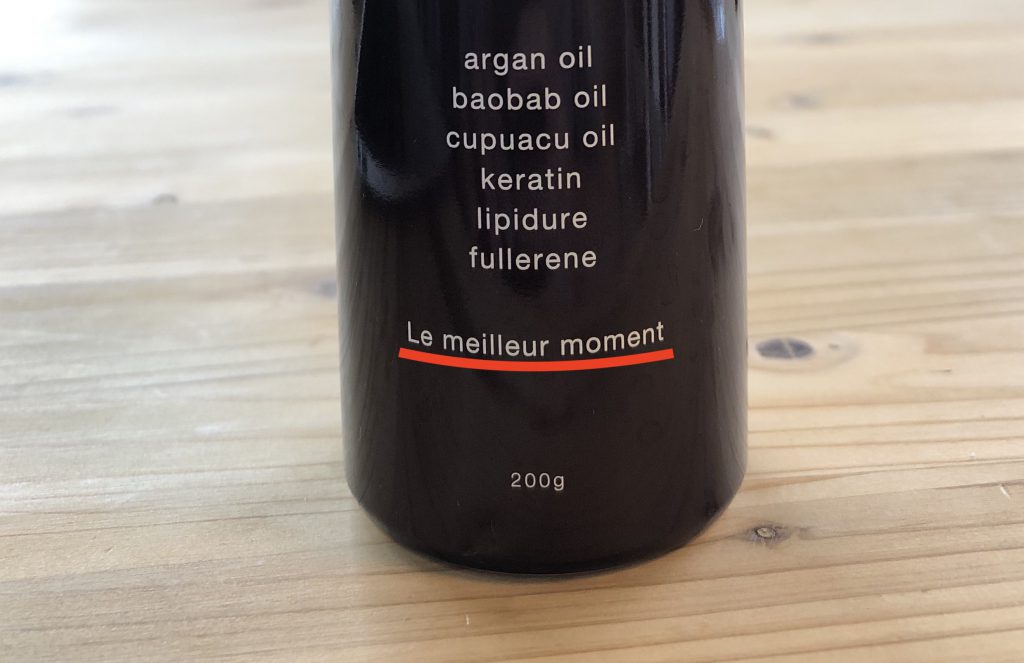 argan oil
baobab oil
cupuacu oil
keratin
lipidure
fullerene
Le meilleur moment
200g